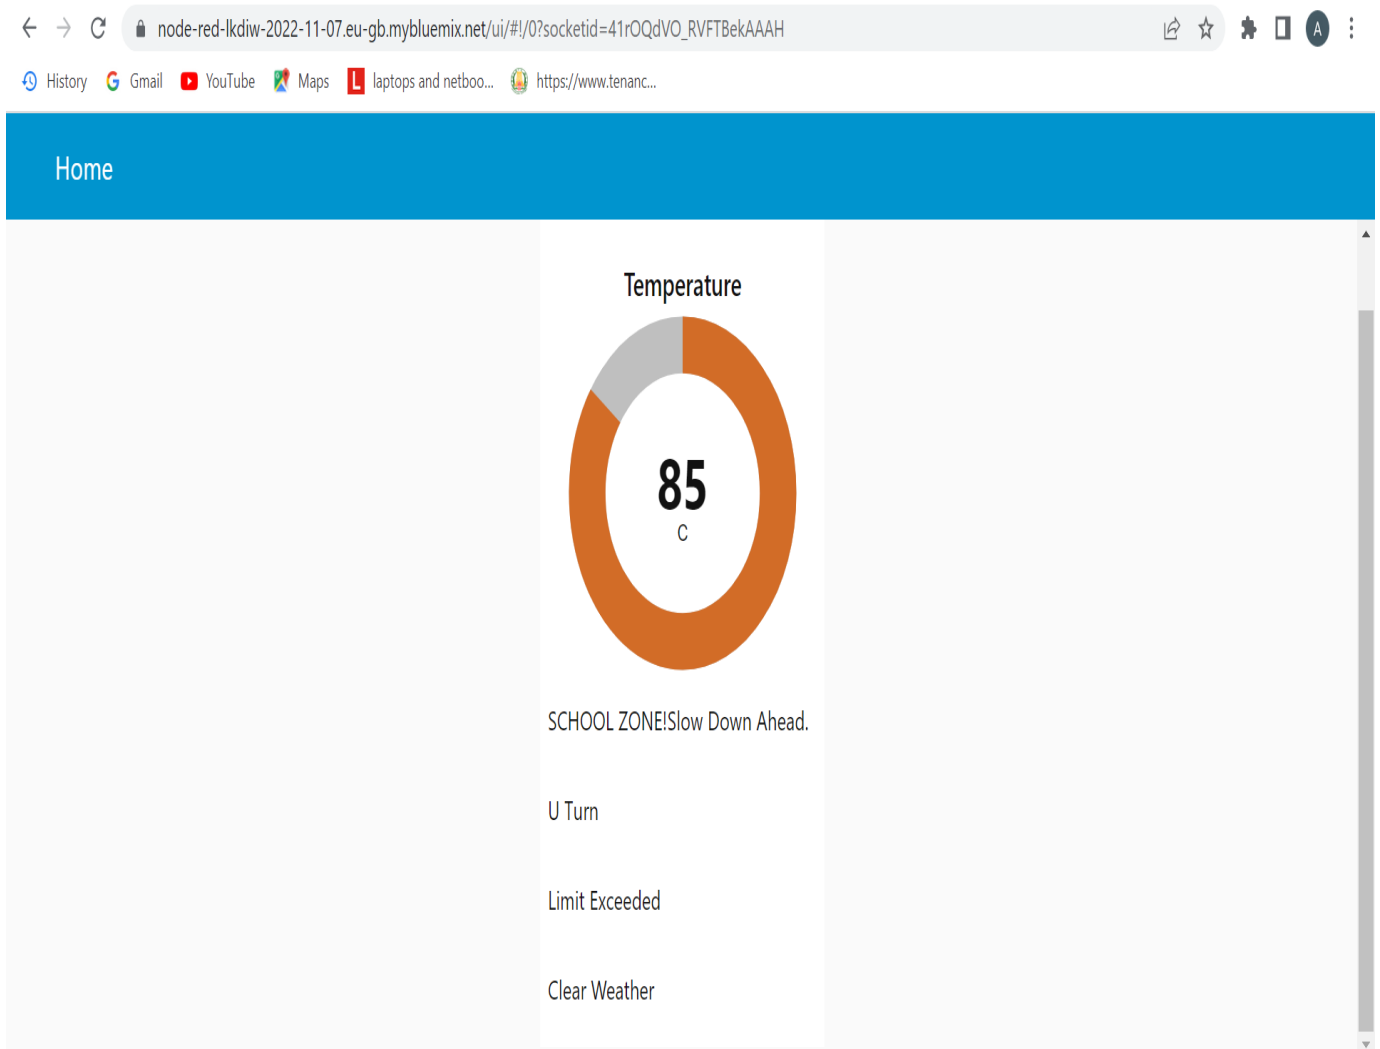 node-red-lkdiw-2022-11-07.eu-gb.mybluemix.net/ui/#!/0?socketid=41rOQdVO_RVFTBekAAAH
A
History Gmail YouTube Maps L laptops and netboo... https://www.tenanc...
Home
Temperature
85
C
SCHOOL ZONE!Slow Down Ahead.
U Turn
Limit Exceeded
Clear Weather